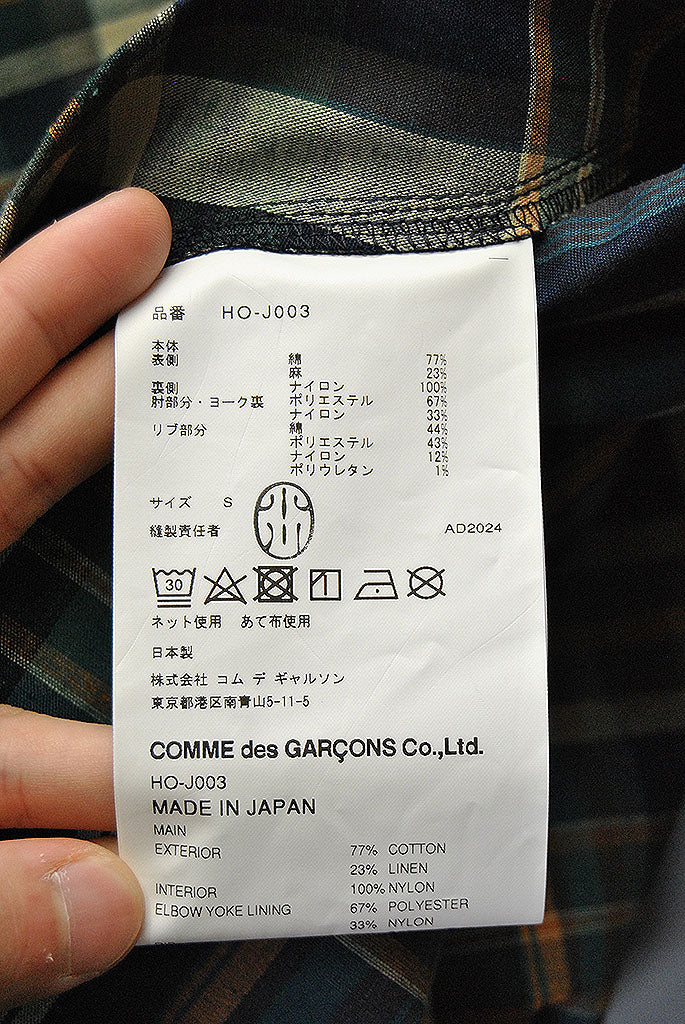 品番 HO-J003
本体
表側 綿 77%
麻 23%
裏側 ナイロン 100%
肘部分・ヨーク裏 ポリエステル 67%
ナイロン 33%
リブ部分 綿 44%
ポリエステル 43%
ナイロン 12%
ポリウレタン 1%
サイズ S
縫製責任者 AD2024
30
ネット使用 あて布使用
日本製
株式会社 コム デ ギャルソン
東京都港区南青山5-11-5
COMME des GARÇONS Co.,Ltd.
HO-J003
MADE IN JAPAN
MAIN
EXTERIOR 77% COTTON
23% LINEN
INTERIOR 100% NYLON
ELBOW YOKE LINING 67% POLYESTER
33% NYLON